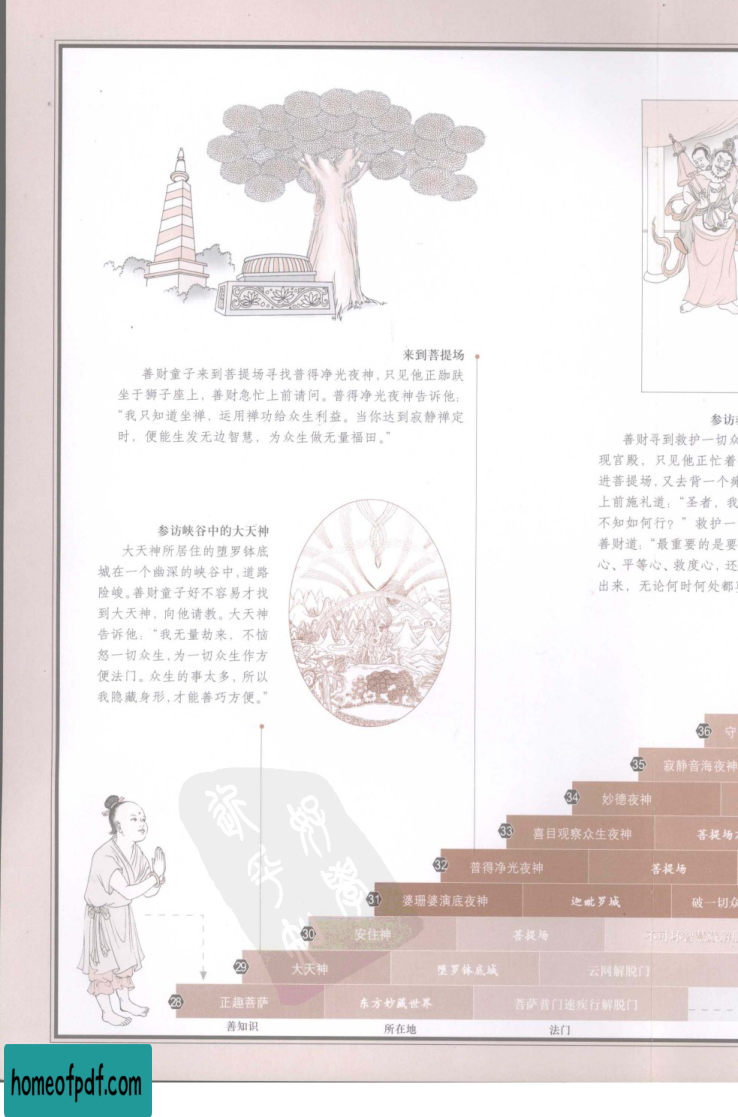 来到菩提场
善财童子来到菩提场寻找普得净光夜神，只见他正跏趺
坐于狮子座上，善财急忙上前请问。普得净光夜神告诉他：
“我只知道坐禅，运用禅功给众生利益。当你达到寂静禅定
时，便能生发无边智慧，为众生做无量福田。”
参访
善财寻到救护一切众
现官殿，只见他正忙着
进菩提场，又去背一个
上前施礼道：“圣者，我
不知如何行？”救护一
善财道：“最重要的是要
心、平等心、救度心，还
出来，无论何时何处都
参访峡谷中的大天神
大天神所居住的堕罗钵底
城在一个幽深的峡谷中，道路
险峻。善财童子好不容易才找
到大天神，向他请教。大天神
告诉他：“我无量劫来，不恼
怒一切众生，为一切众生作方
便法门。众生的事太多，所以
我隐藏身形，才能善巧方便。”
36 守
35 寂静音海夜神
34 妙德夜神
33 喜目观察众生夜神 菩提场
32 普得净光夜神 菩提场
31 婆珊婆演底夜神 迦毗罗城 破一切众
30 安住神 菩提场
29 大天神 堕罗钵底城 云网解脱门
28 正趣菩萨 东方妙藏世界 菩萨普门速疾行解脱门
善知识 所在地 法门
homeofpdf.com